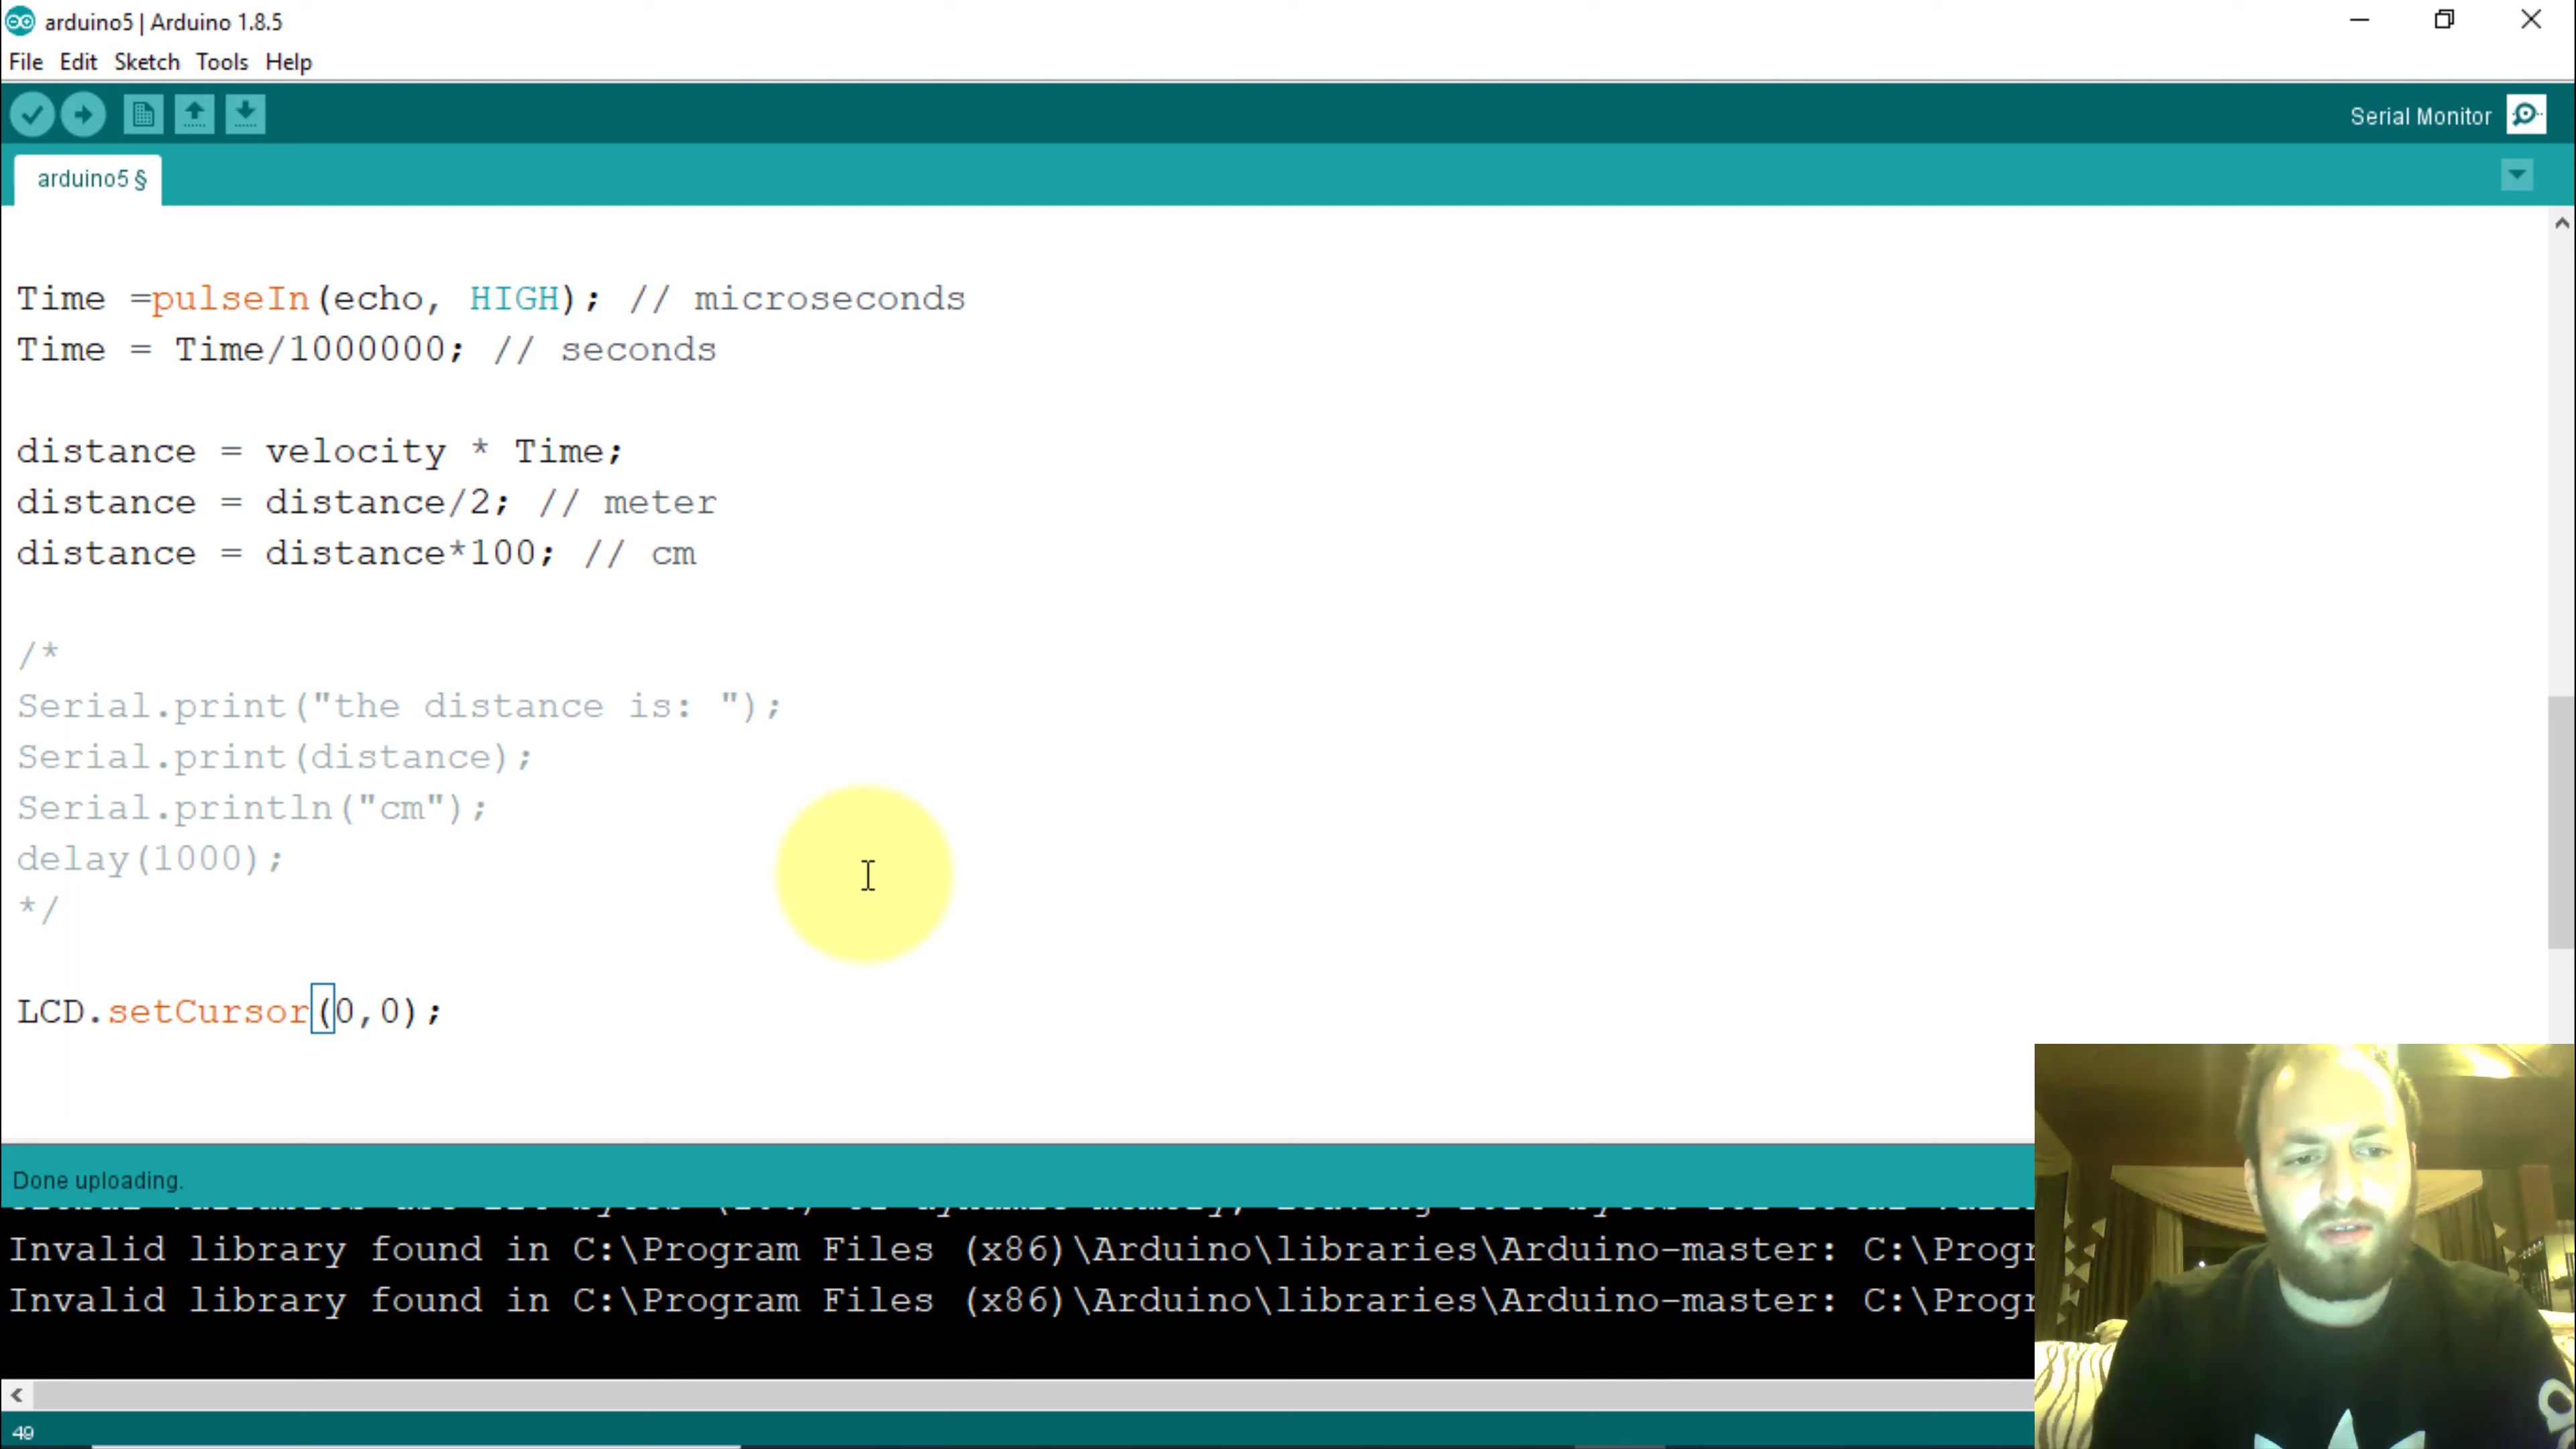 arduino5 | Arduino 1.8.5
File Edit Sketch Tools Help
Serial Monitor
arduino5 §
Time =pulseIn(echo, HIGH); // microseconds
Time = Time/1000000; // seconds
distance = velocity * Time;
distance = distance/2; // meter
distance = distance*100; // cm
/*
Serial.print("the distance is: ");
Serial.print(distance);
Serial.println("cm");
delay(1000);
*/
LCD.setCursor(0,0);
Done uploading.
Invalid library found in C:\Program Files (x86)\Arduino\libraries\Arduino-master: C:\Progr
Invalid library found in C:\Program Files (x86)\Arduino\libraries\Arduino-master: C:\Progr
49